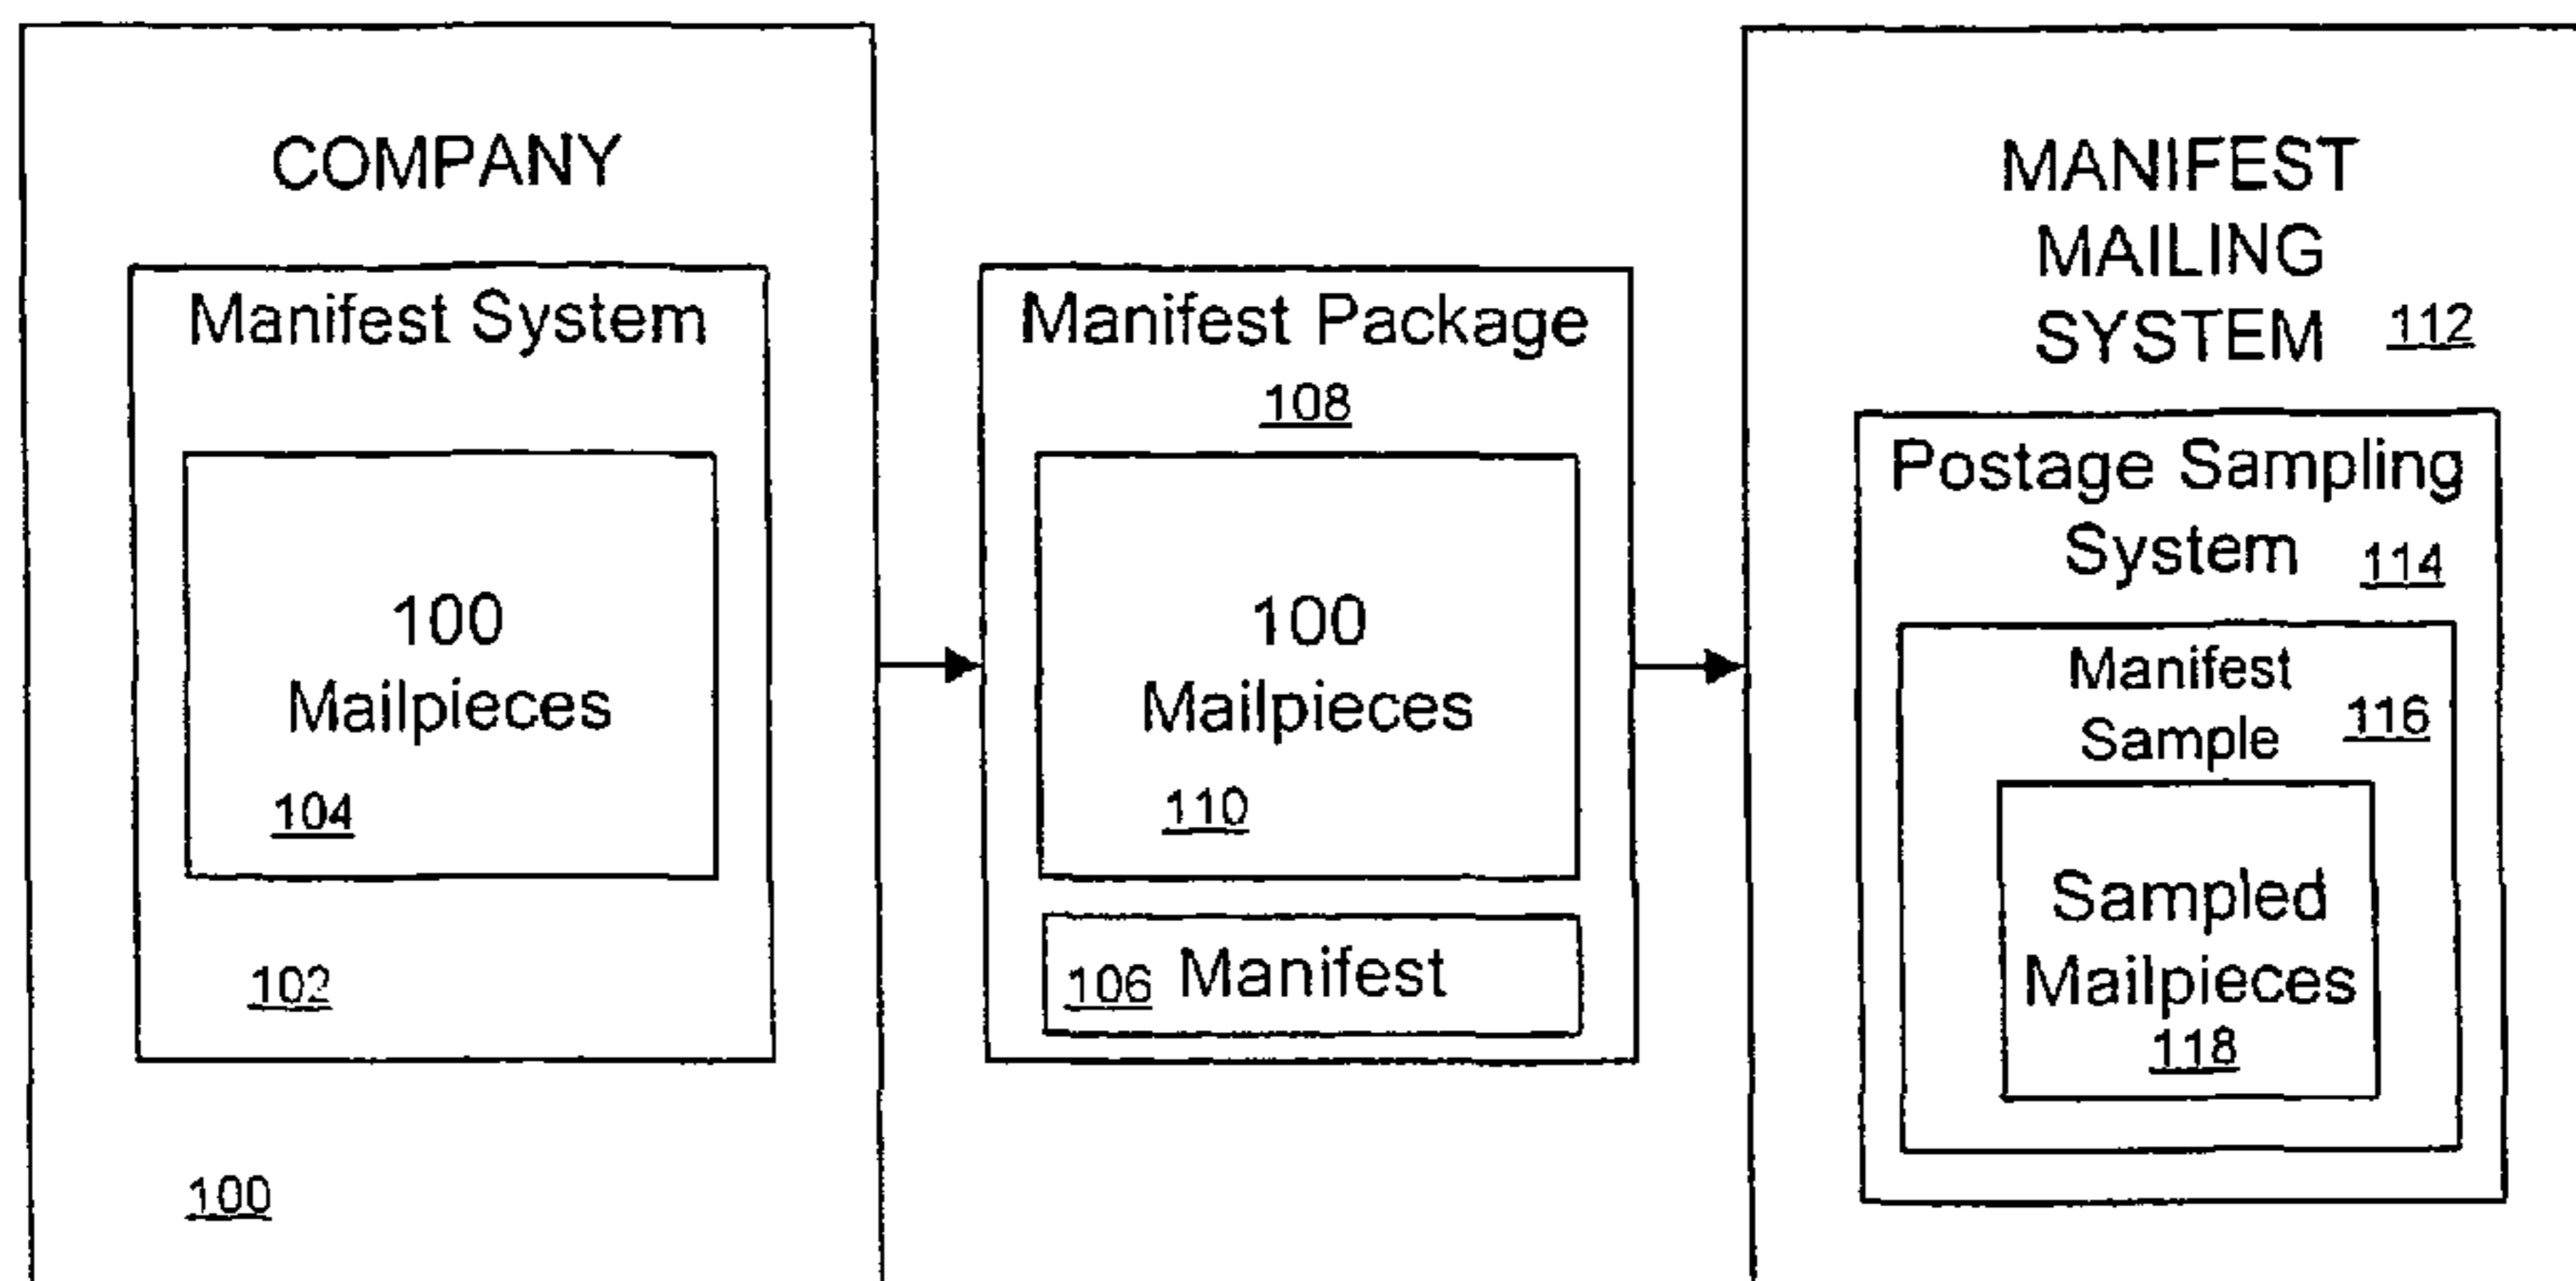 COMPANY
Manifest System
100
Mailpieces
104
102
100
Manifest Package
108
100
Mailpieces
110
106 Manifest
MANIFEST
MAILING
SYSTEM 112
Postage Sampling
System 114
Manifest
Sample 116
Sampled
Mailpieces
118